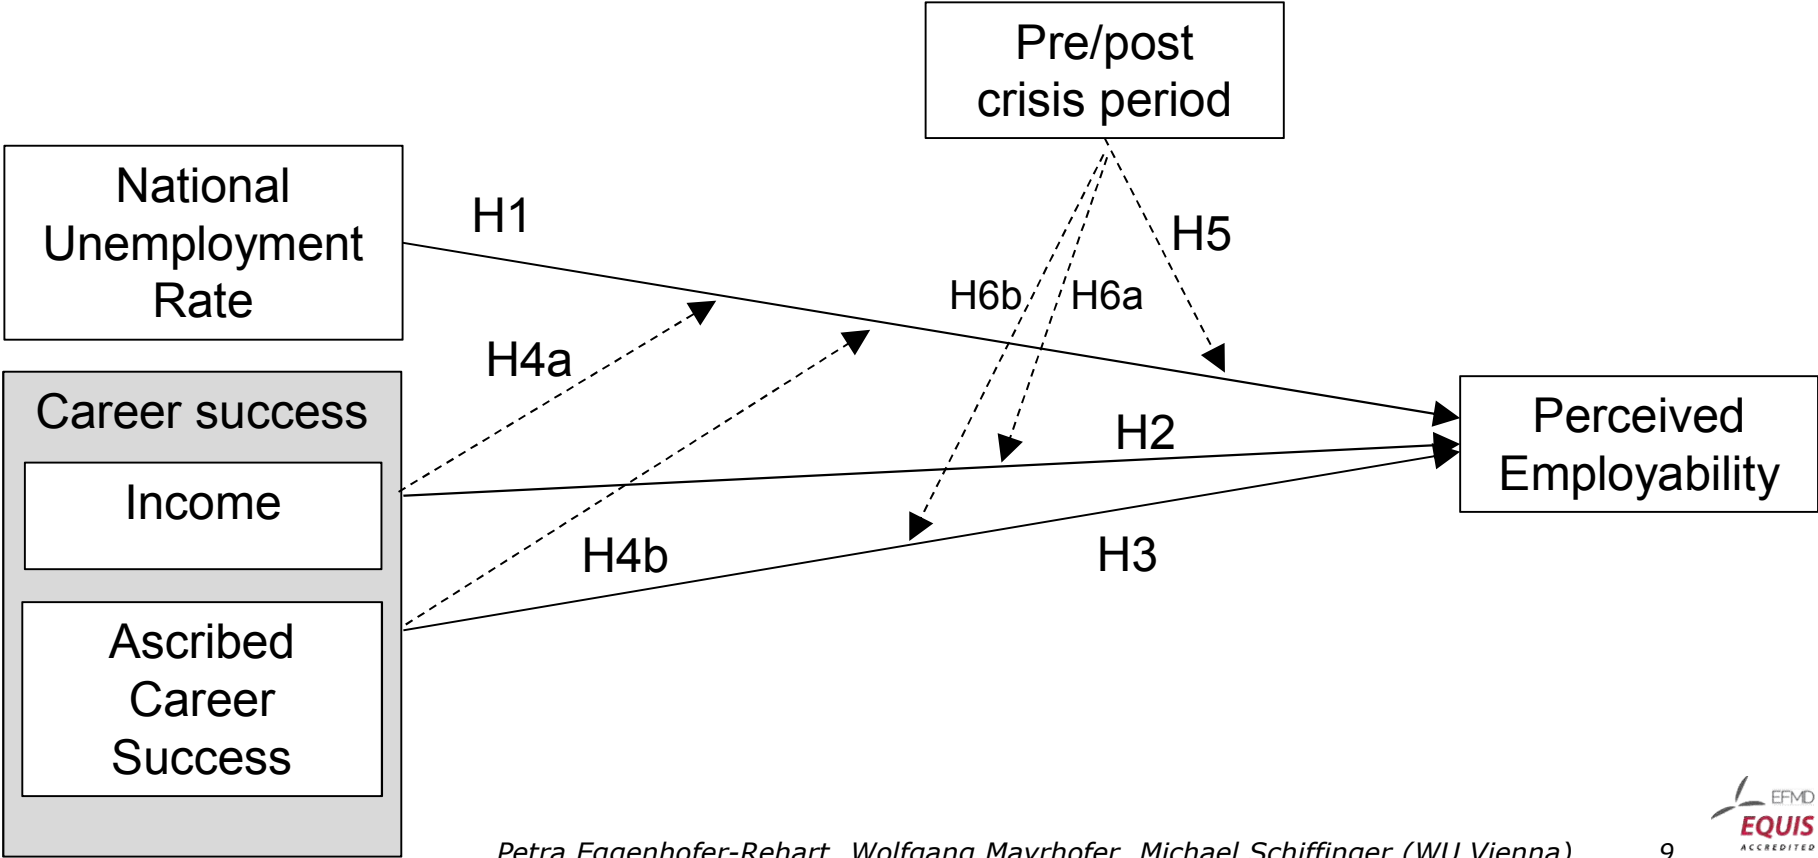 Pre/post
crisis period
National
Unemployment
Rate
H1
H5
H6b
H6a
H4a
Career success
Income
H2
Perceived
Employability
H4b
H3
Ascribed
Career
Success
Petra Eggenhofer-Rehart, Wolfgang Mayrhofer, Michael Schiffinger (WU Vienna)
9
EFMD
EQUIS
ACCREDITED